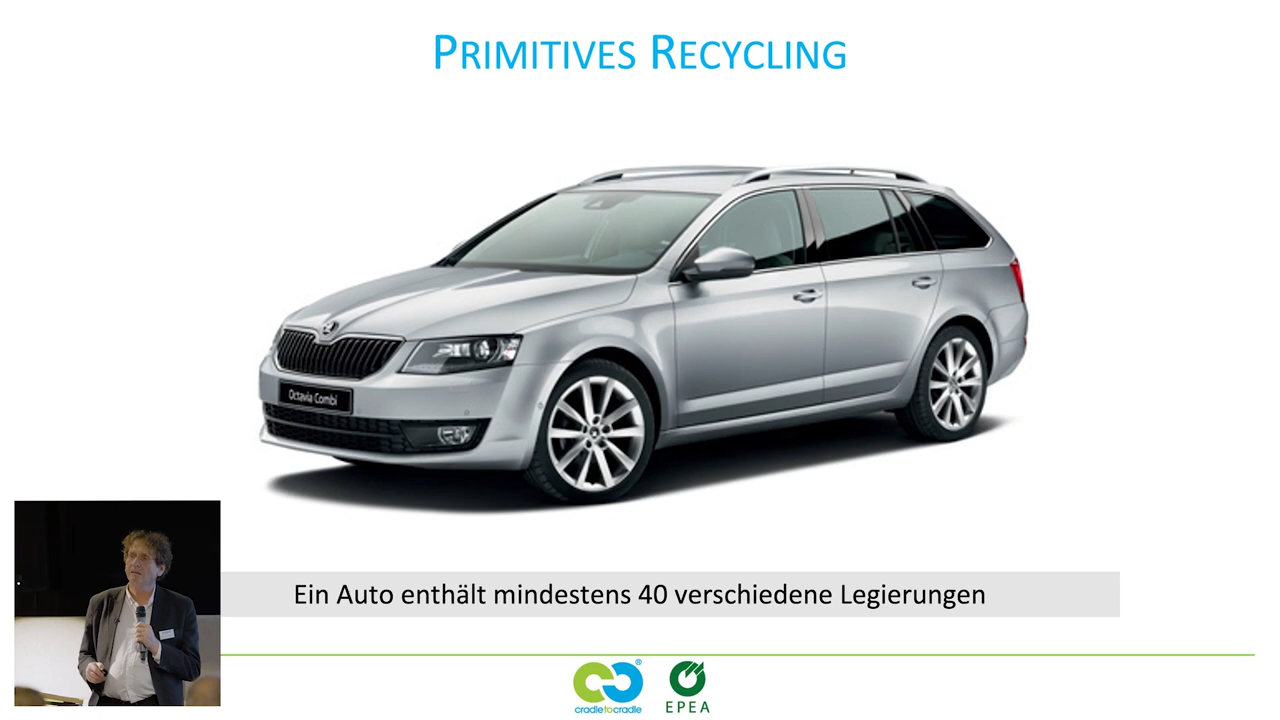 PRIMITIVES RECYCLING
Octavia Combi
Ein Auto enthält mindestens 40 verschiedene Legierungen
cradletocradle ®
EPEA